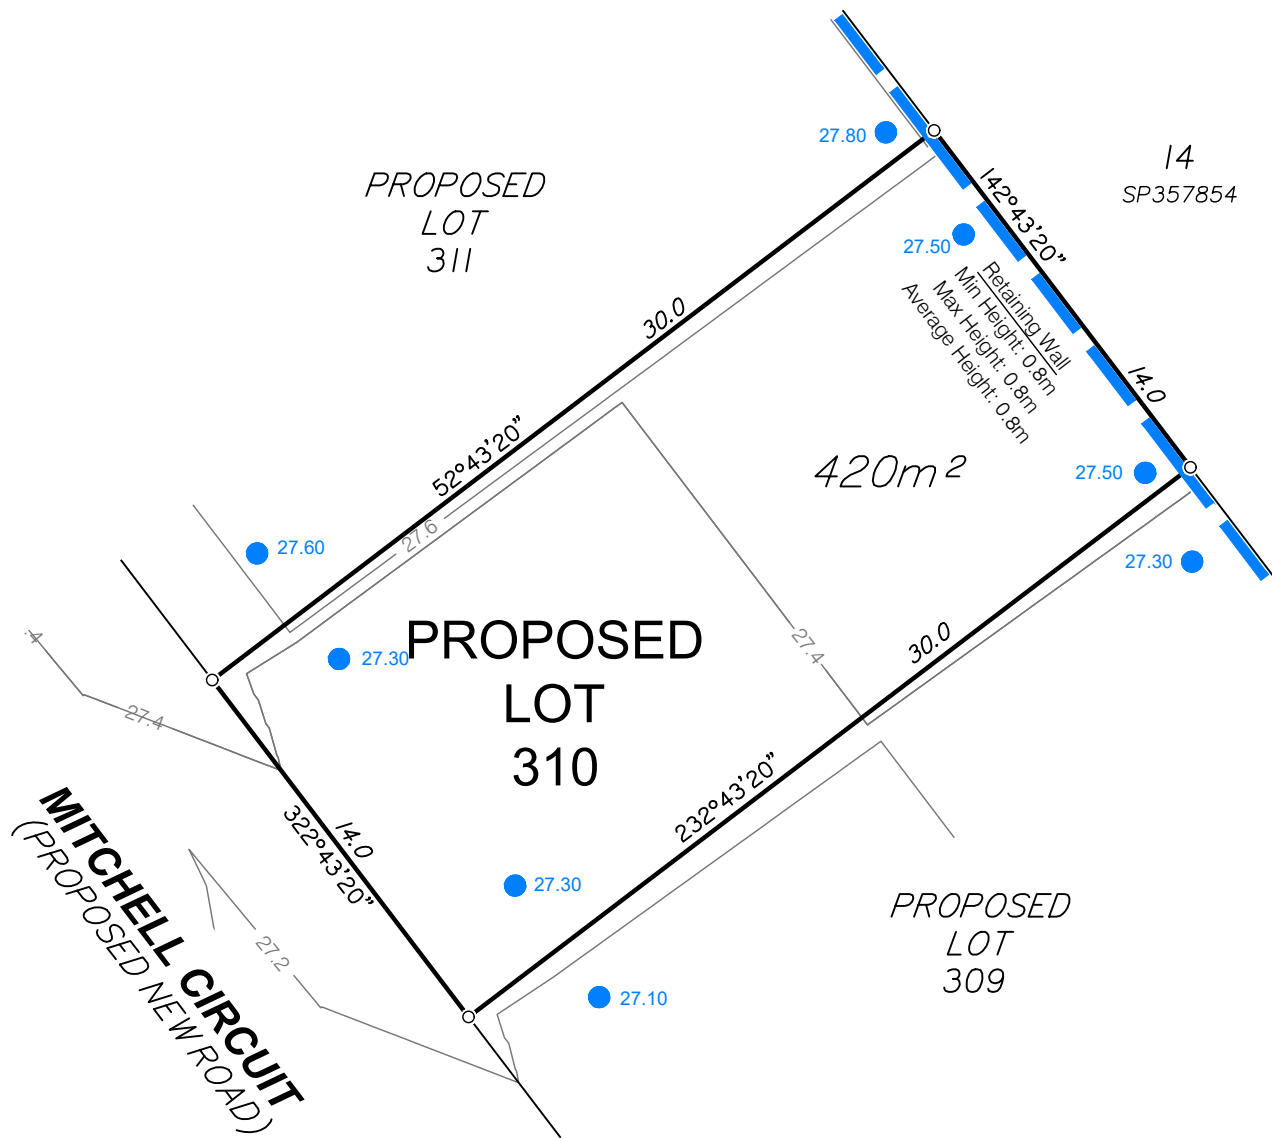 27.80
14
SP357854
PROPOSED
LOT
311
142°43'20"
27.50
Retaining Wall
Min Height: 0.8m
Max Height: 0.8m
Average Height: 0.8m
30.0
14.0
52°43'20"
420m²
27.50
27.6
27.60
27.30
27.30
PROPOSED
LOT
310
27.4
30.0
.4
27.4
232°43'20"
14.0
322°43'20"
MITCHELL CIRCUIT
(PROPOSED NEW ROAD)
27.2
27.30
27.10
PROPOSED
LOT
309